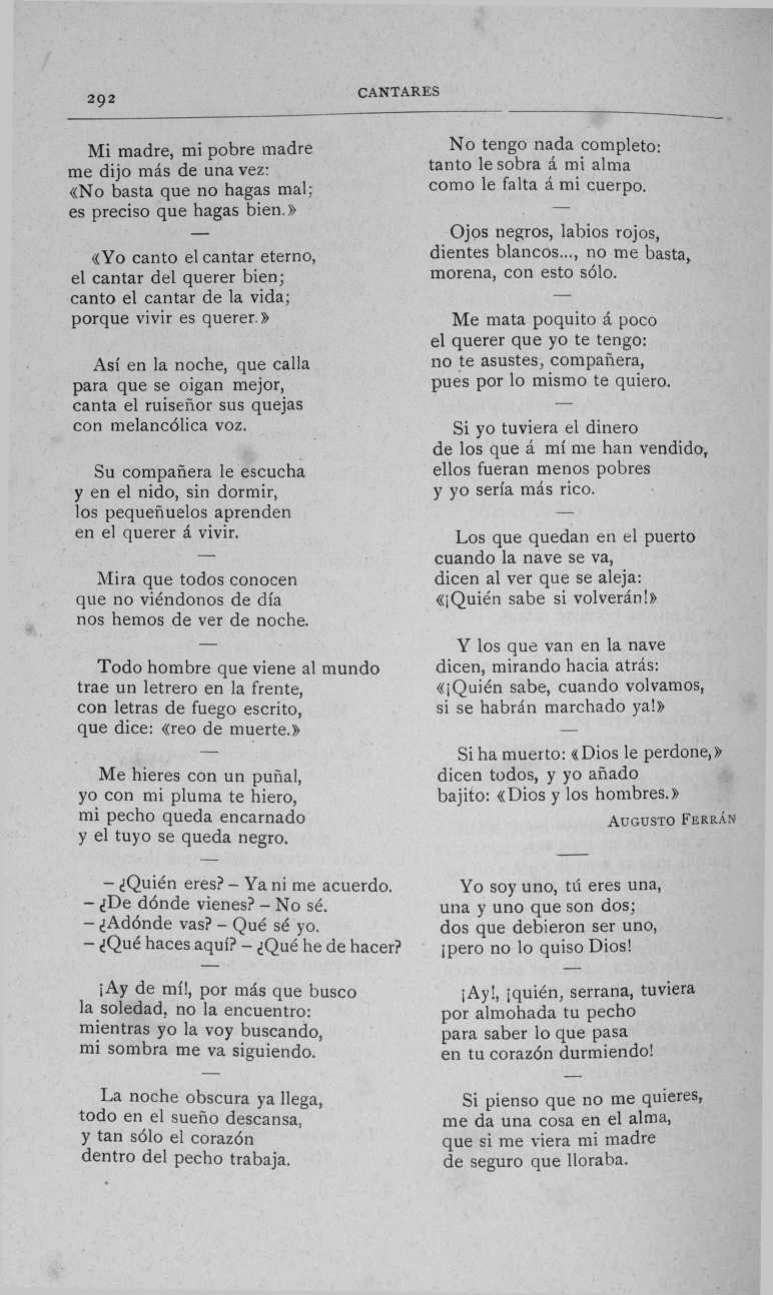 292
CANTARES
Mi madre, mi pobre madre
me dijo más de una vez:
«No basta que no hagas mal;
es preciso que hagas bien.»
«Yo canto el cantar eterno,
el cantar del querer bien;
canto el cantar de la vida;
porque vivir es querer.»
Así en la noche, que calla
para que se oigan mejor,
canta el ruiseñor sus quejas
con melancólica voz.
Su compañera le escucha
y en el nido, sin dormir,
los pequeñuelos aprenden
en el querer á vivir.
Mira que todos conocen
que no viéndonos de día
nos hemos de ver de noche.
Todo hombre que viene al mundo
trae un letrero en la frente,
con letras de fuego escrito,
que dice: «reo de muerte.»
Me hieres con un puñal,
yo con mi pluma te hiero,
mi pecho queda encarnado
y el tuyo se queda negro.
– ¿Quién eres? – Ya ni me acuerdo.
– ¿De dónde vienes? – No sé.
– ¿Adónde vas? – Qué sé yo.
– ¿Qué haces aquí? – ¿Qué he de hacer?
¡Ay de mí!, por más que busco
la soledad, no la encuentro:
mientras yo la voy buscando,
mi sombra me va siguiendo.
La noche obscura ya llega,
todo en el sueño descansa,
y tan sólo el corazón
dentro del pecho trabaja.
No tengo nada completo:
tanto le sobra á mi alma
como le falta á mi cuerpo.
Ojos negros, labios rojos,
dientes blancos..., no me basta,
morena, con esto sólo.
Me mata poquito á poco
el querer que yo te tengo:
no te asustes, compañera,
pues por lo mismo te quiero.
Si yo tuviera el dinero
de los que á mí me han vendido,
ellos fueran menos pobres
y yo sería más rico.
Los que quedan en el puerto
cuando la nave se va,
dicen al ver que se aleja:
«¡Quién sabe si volverán!»
Y los que van en la nave
dicen, mirando hacia atrás:
«¡Quién sabe, cuando volvamos,
si se habrán marchado ya!»
Si ha muerto: «Dios le perdone,»
dicen todos, y yo añado
bajito: «Dios y los hombres.»
AUGUSTO FERRÁN
Yo soy uno, tú eres una,
una y uno que son dos;
dos que debieron ser uno,
¡pero no lo quiso Dios!
¡Ay!, ¡quién, serrana, tuviera
por almohada tu pecho
para saber lo que pasa
en tu corazón durmiendo!
Si pienso que no me quieres,
me da una cosa en el alma,
que si me viera mi madre
de seguro que lloraba.